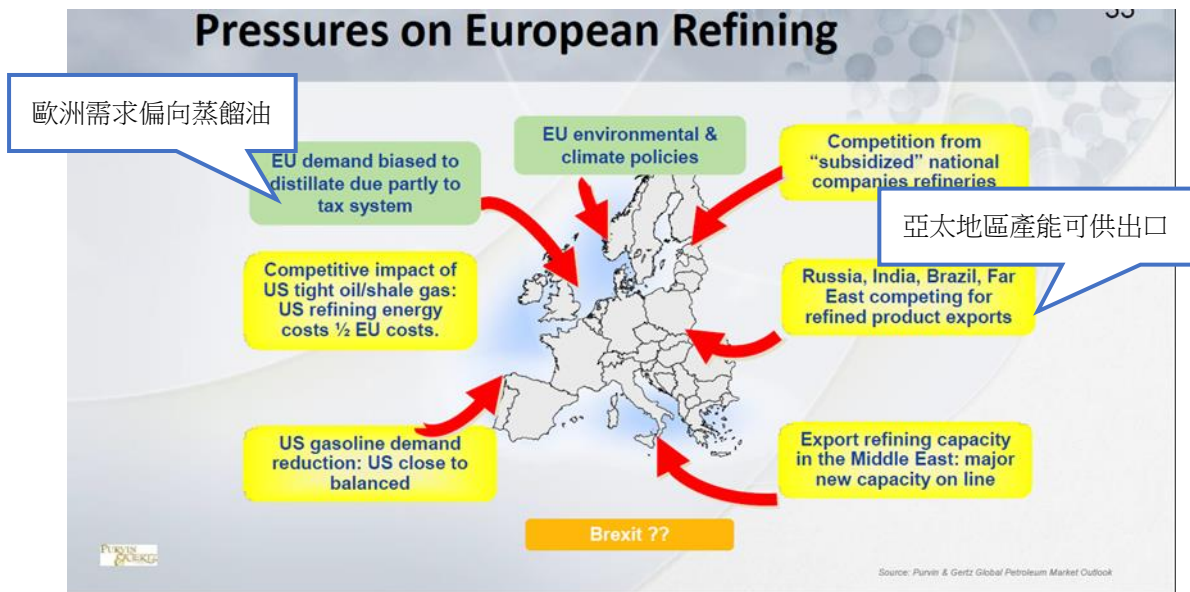 Pressures on European Refining
歐洲需求偏向蒸餾油
EU demand biased to
distillate due partly to
tax system
EU environmental &
climate policies
Competition from
“subsidized” national
companies refineries
亞太地區產能可供出口
Competitive impact of
US tight oil/shale gas:
US refining energy
costs ½ EU costs.
Russia, India, Brazil, Far
East competing for
refined product exports
US gasoline demand
reduction: US close to
balanced
Export refining capacity
in the Middle East: major
new capacity on line
Brexit ??
PURVIN
&GERTZ
Source: Purvin & Gertz Global Petroleum Market Outlook